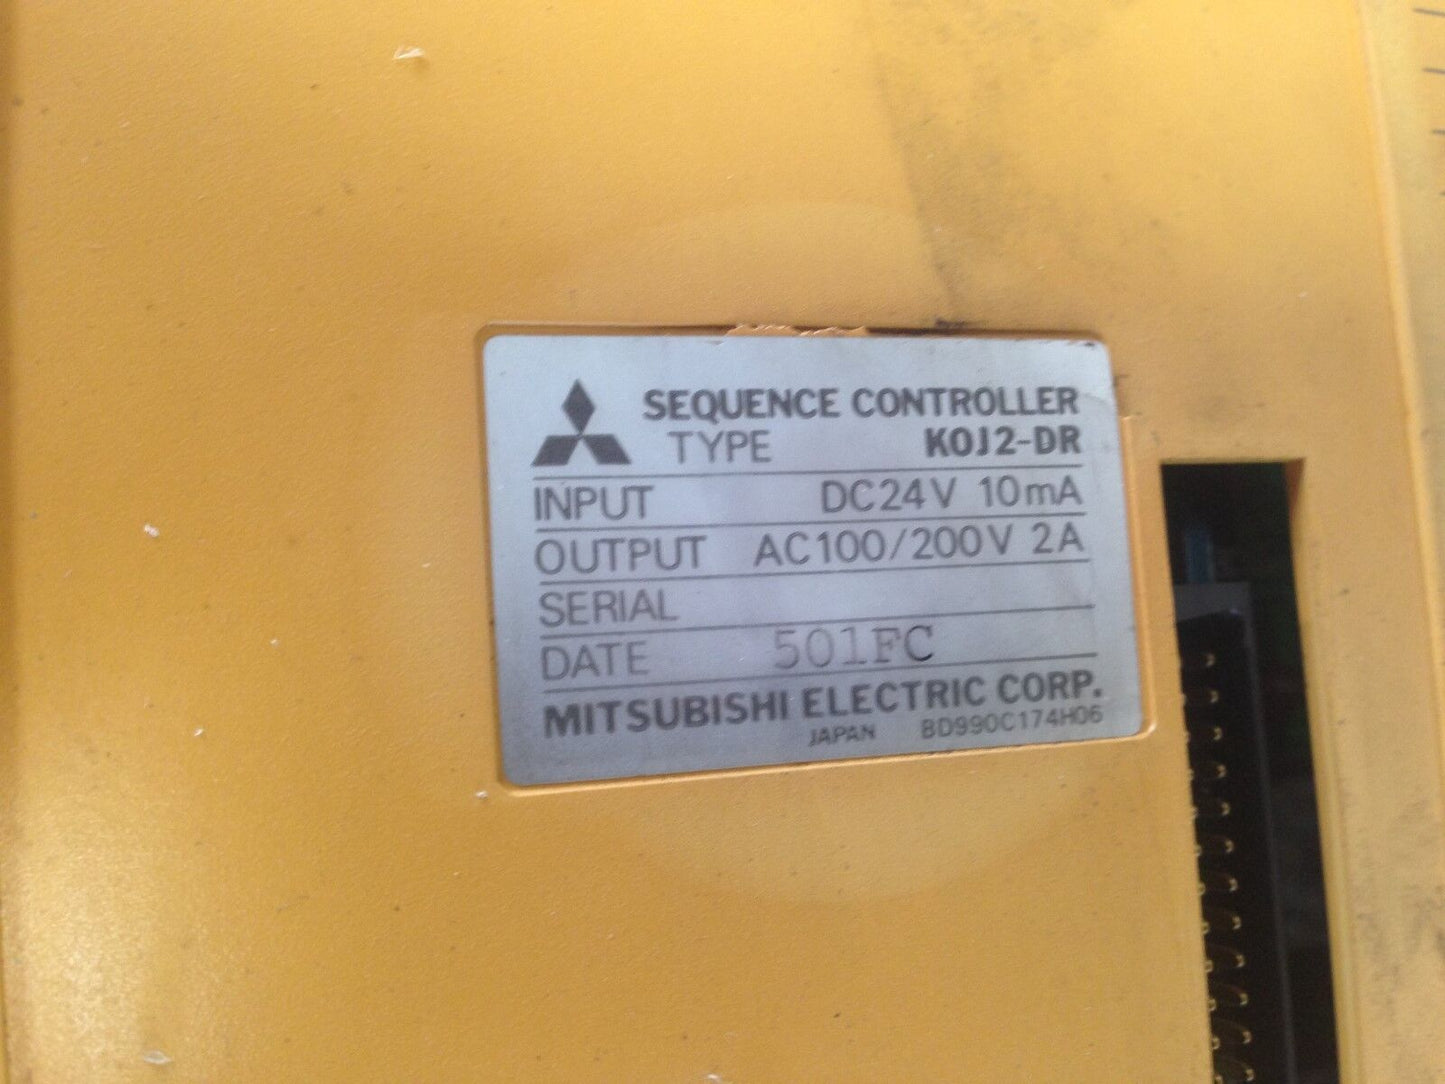 SEQUENCE CONTROLLER
TYPE K0J2-DR
INPUT DC24V 10mA
OUTPUT AC100/200V 2A
SERIAL
DATE 501FC
MITSUBISHI ELECTRIC CORP.
JAPAN BD990C174H06